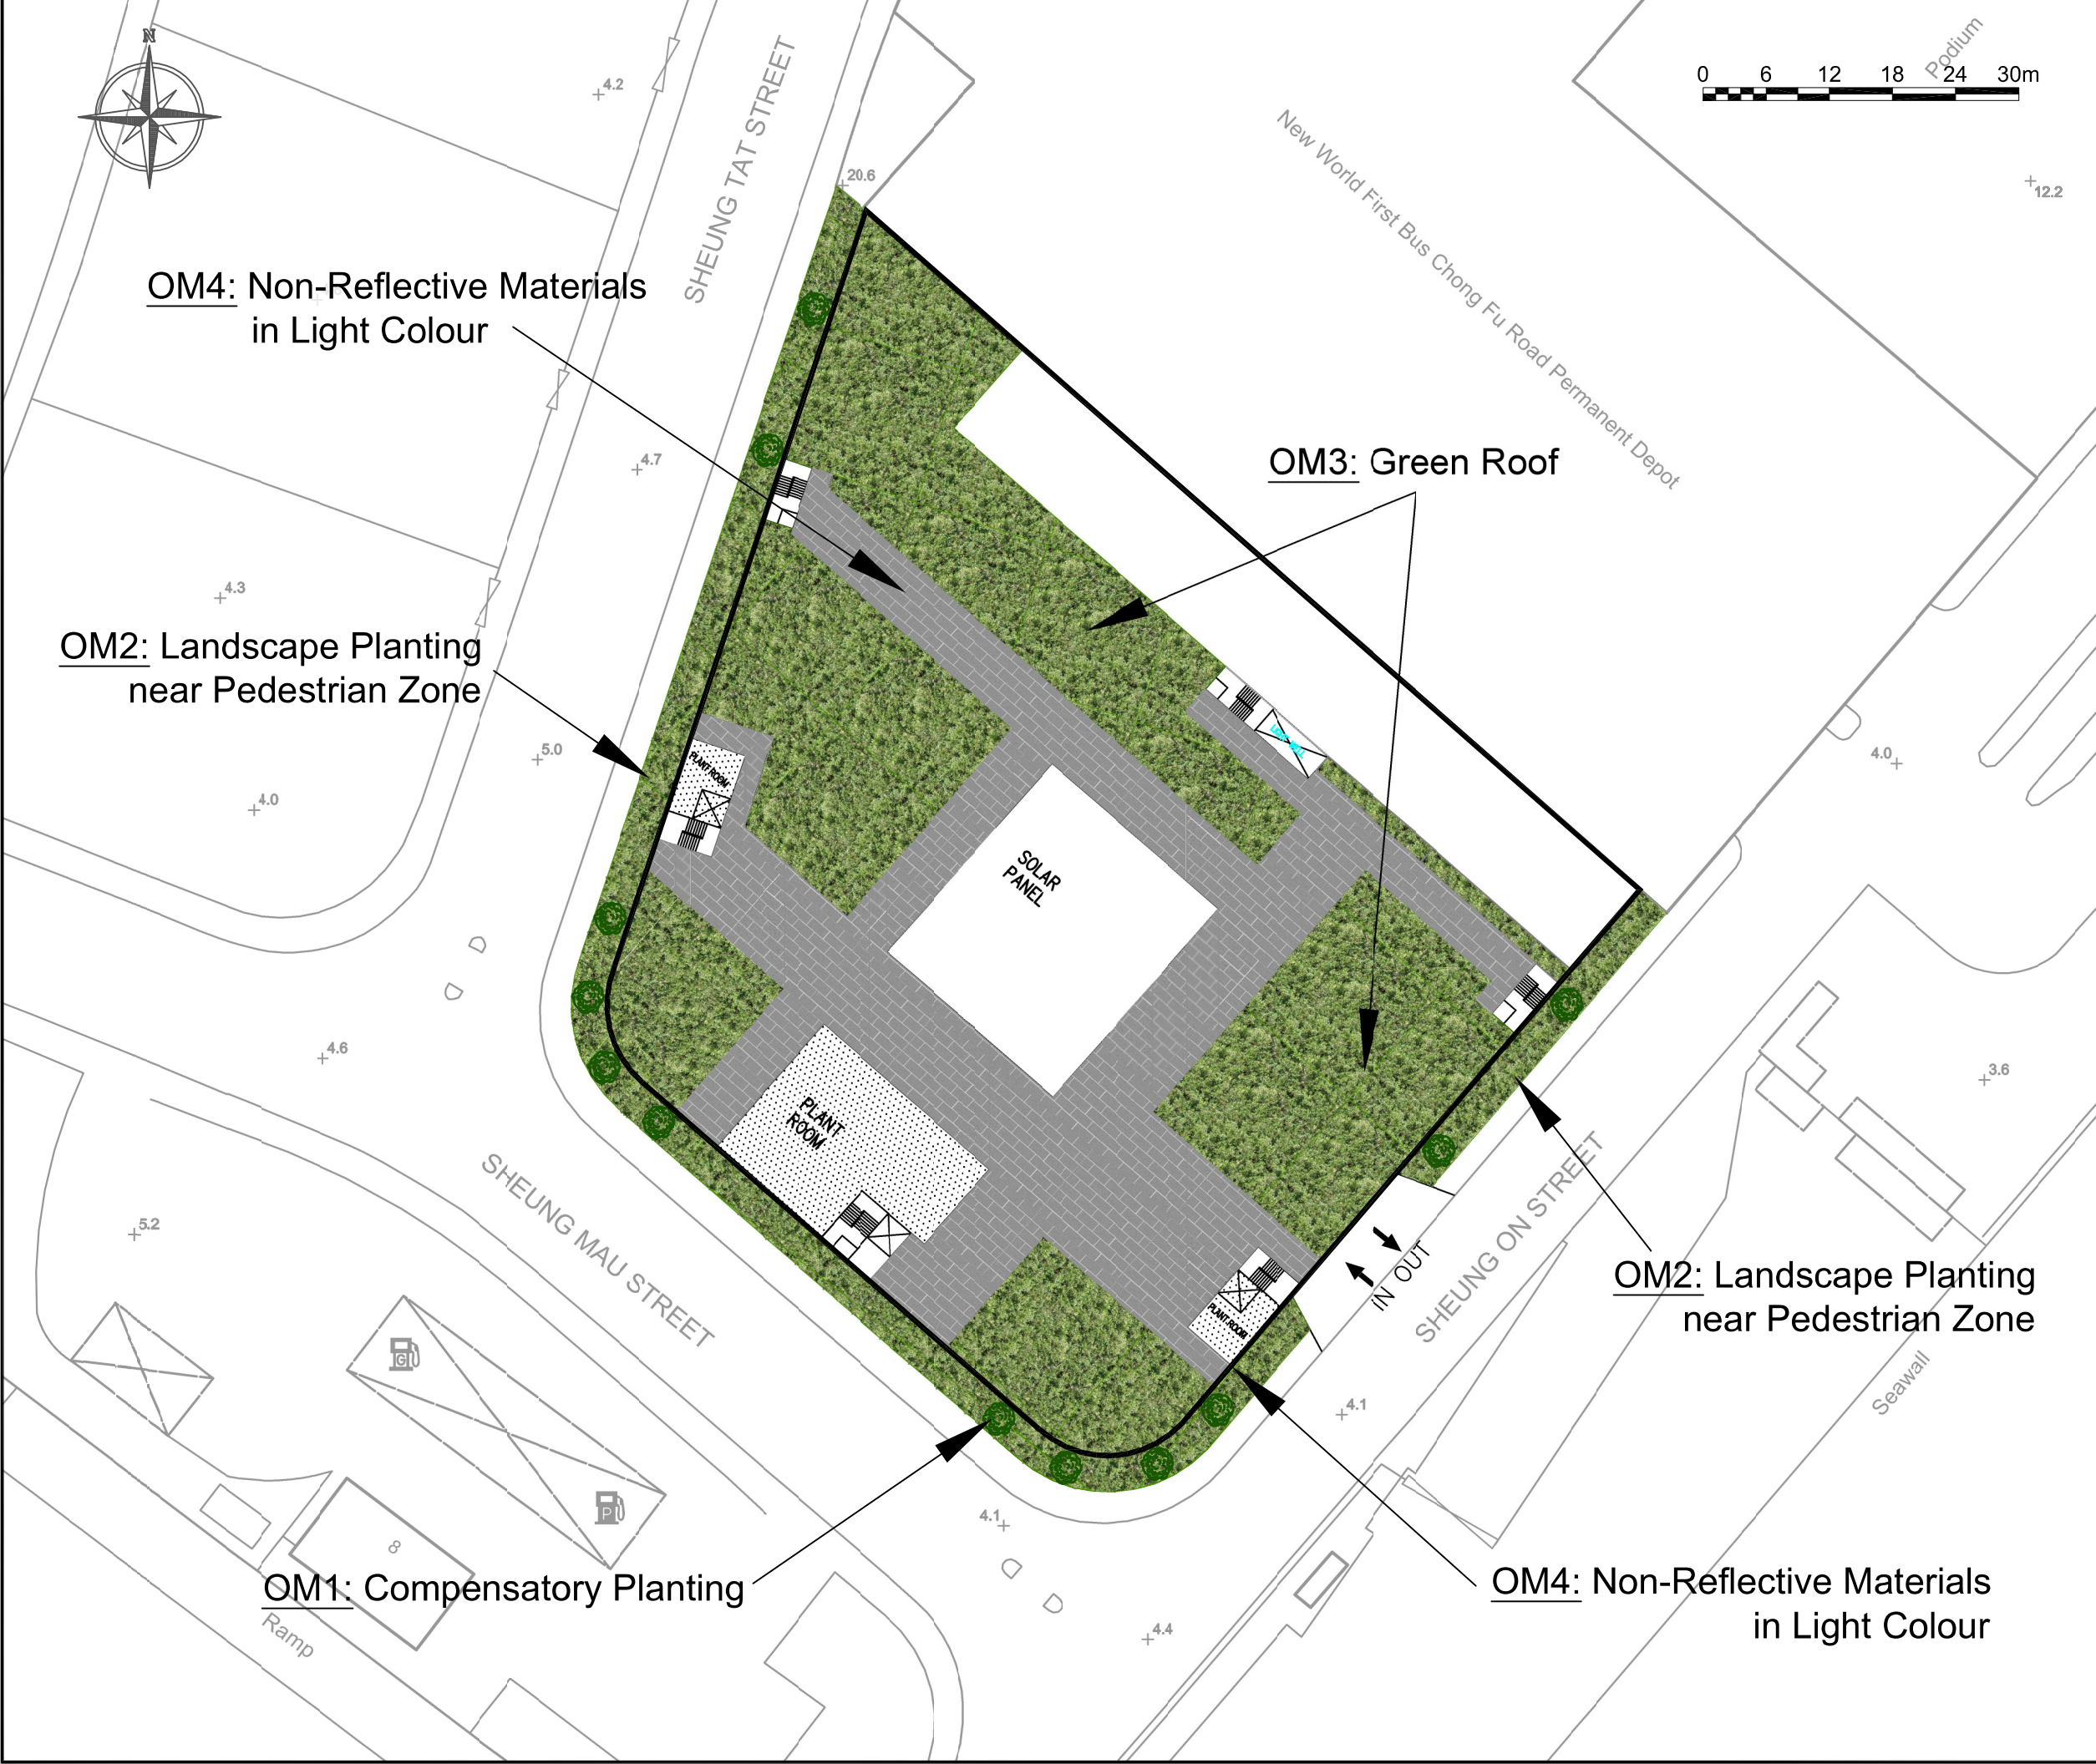 N
4.2
SHEUNG TAT STREET
20.6
0 6 12 18 24 30m
Podium
12.2
New World First Bus Chong Fu Road Permanent Depot
OM4: Non-Reflective Materials
in Light Colour
4.7
OM3: Green Roof
4.3
OM2: Landscape Planting
near Pedestrian Zone
5.0
4.0
PLANT ROOM
4.0
SOLAR
PANEL
4.6
3.6
PLANT
ROOM
5.2
SHEUNG MAU STREET
IN OUT
SHEUNG ON STREET
PLANT ROOM
OM2: Landscape Planting
near Pedestrian Zone
G
Seawall
4.1
P
4.1
8
OM1: Compensatory Planting
OM4: Non-Reflective Materials
in Light Colour
Ramp
4.4